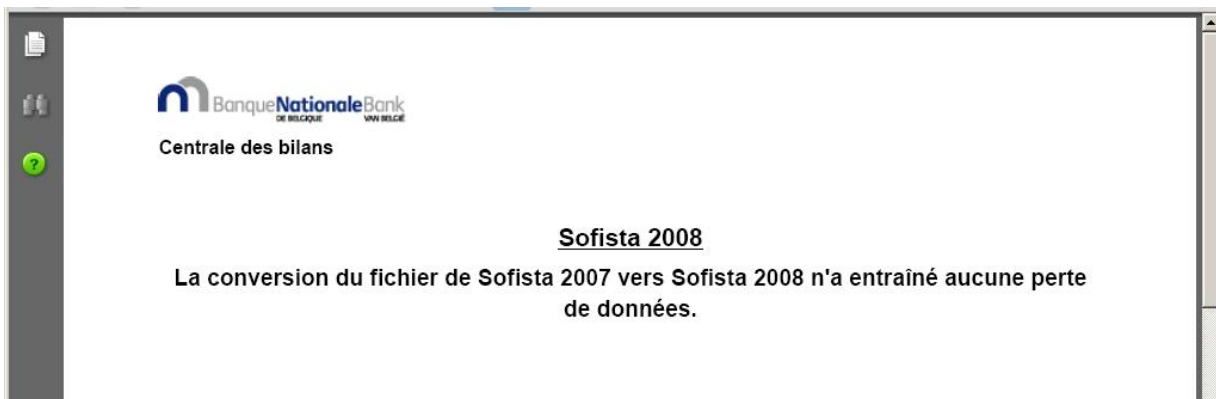 BanqueNationaleBank
DE BELGIQUE VAN BELGIË
Centrale des bilans
Sofista 2008
La conversion du fichier de Sofista 2007 vers Sofista 2008 n'a entraîné aucune perte
de données.
?